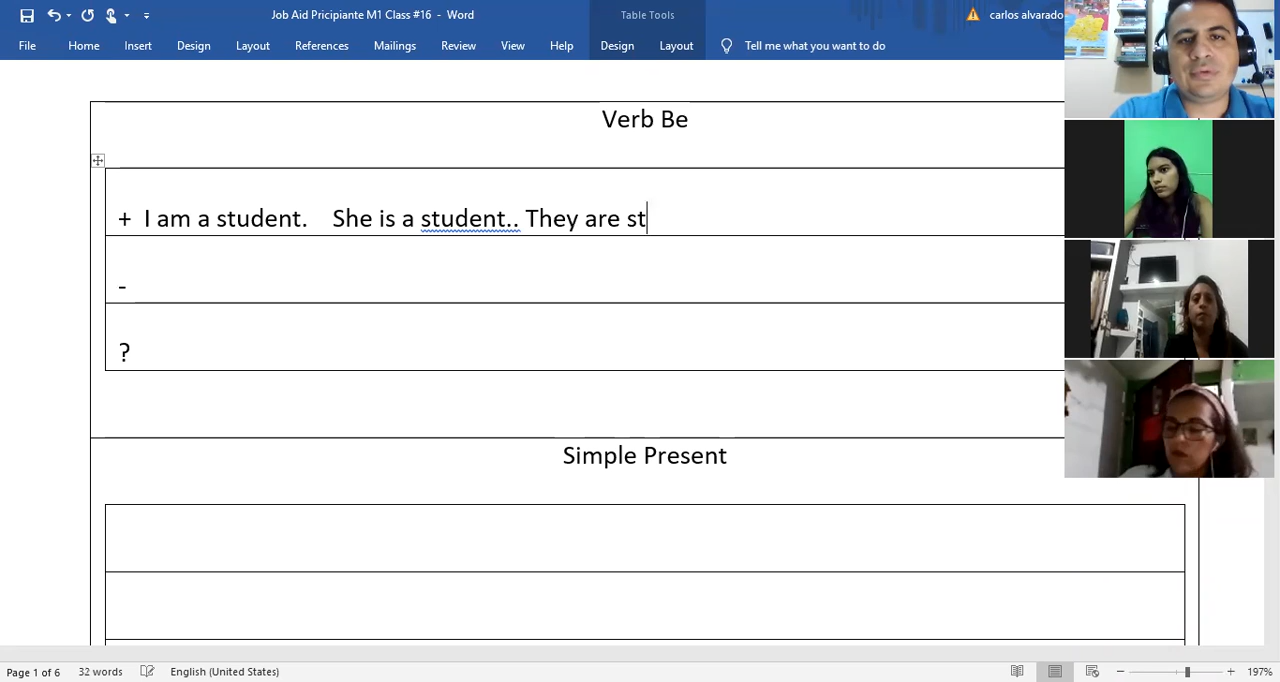 Job Aid Pricipiante M1 Class #16 - Word
Table Tools
carlos alvarado
File Home Insert Design Layout References Mailings Review View Help Design Layout Tell me what you want to do
Verb Be
+ I am a student. She is a student.. They are st
-
?
Simple Present
Page 1 of 6 32 words English (United States) 197%